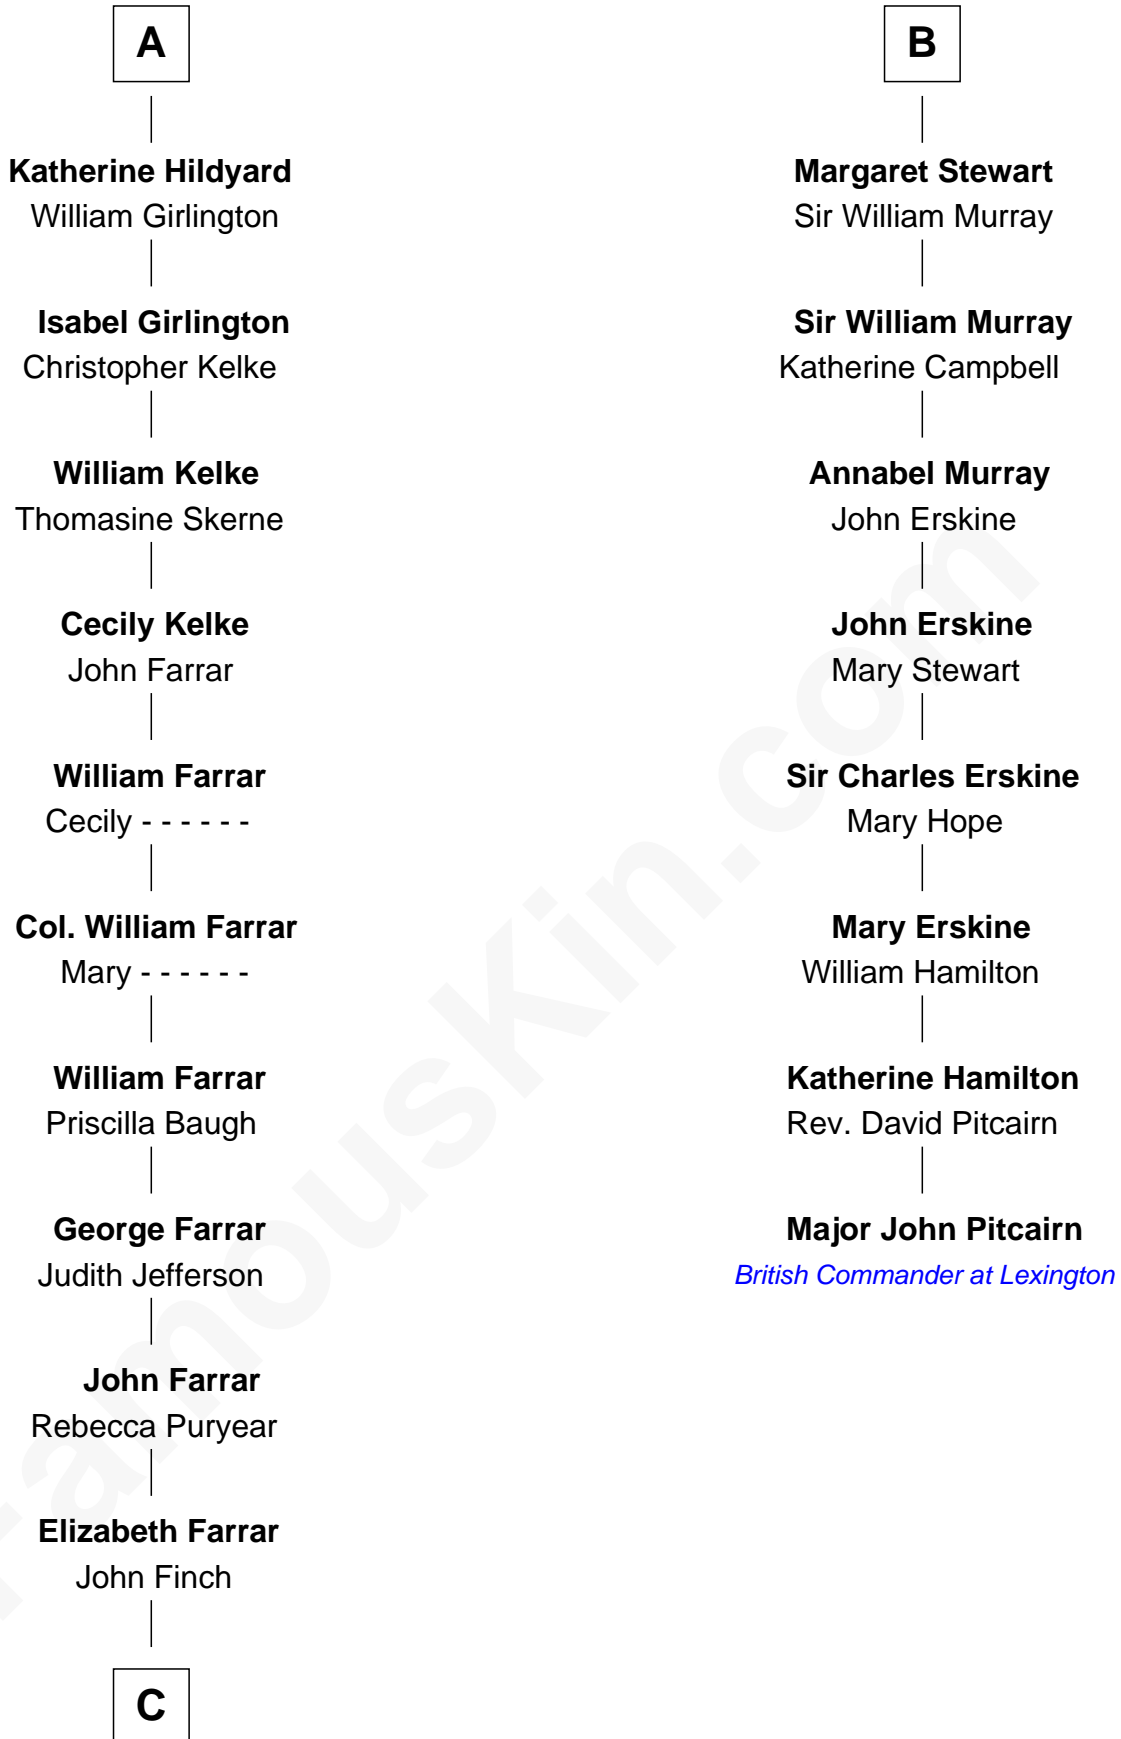 A
Katherine Hildyard
William Girlington
Isabel Girlington
Christopher Kelke
William Kelke
Thomasine Skerne
Cecily Kelke
John Farrar
William Farrar
Cecily - - - - - -
Col. William Farrar
Mary - - - - - -
William Farrar
Priscilla Baugh
George Farrar
Judith Jefferson
John Farrar
Rebecca Puryear
Elizabeth Farrar
John Finch
C
B
Margaret Stewart
Sir William Murray
Sir William Murray
Katherine Campbell
Annabel Murray
John Erskine
John Erskine
Mary Stewart
Sir Charles Erskine
Mary Hope
Mary Erskine
William Hamilton
Katherine Hamilton
Rev. David Pitcairn
Major John Pitcairn
British Commander at Lexington
FamousKin.com